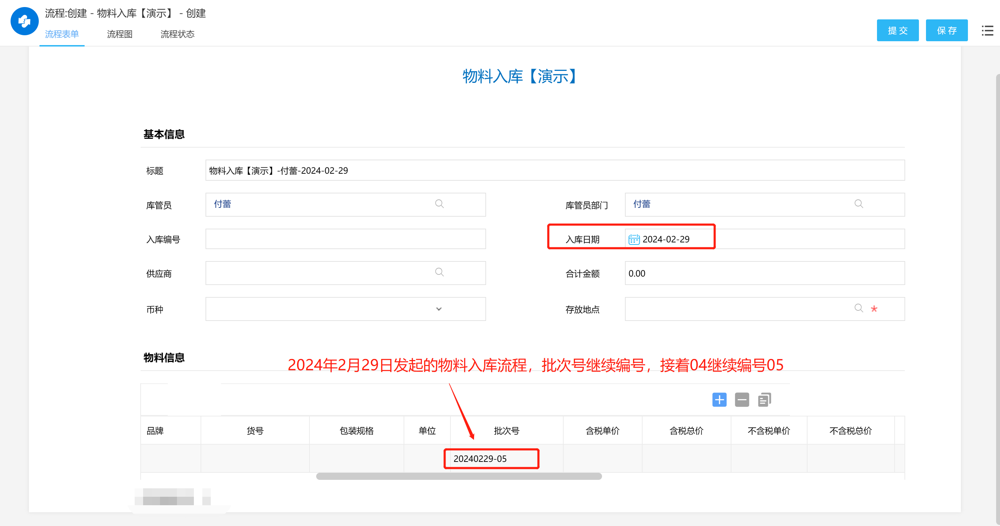 流程:创建 - 物料入库【演示】 - 创建
流程表单 流程图 流程状态
提交 保存
物料入库【演示】
基本信息
标题 物料入库【演示】-付蕾-2024-02-29
库管员 付蕾 库管员部门 付蕾
入库编号 入库日期 2024-02-29
供应商 合计金额 0.00
币种 存放地点 *
物料信息
2024年2月29日发起的物料入库流程，批次号继续编号，接着04继续编号05
品牌 货号 包装规格 单位 批次号 含税单价 含税总价 不含税单价 不含税总价
20240229-05